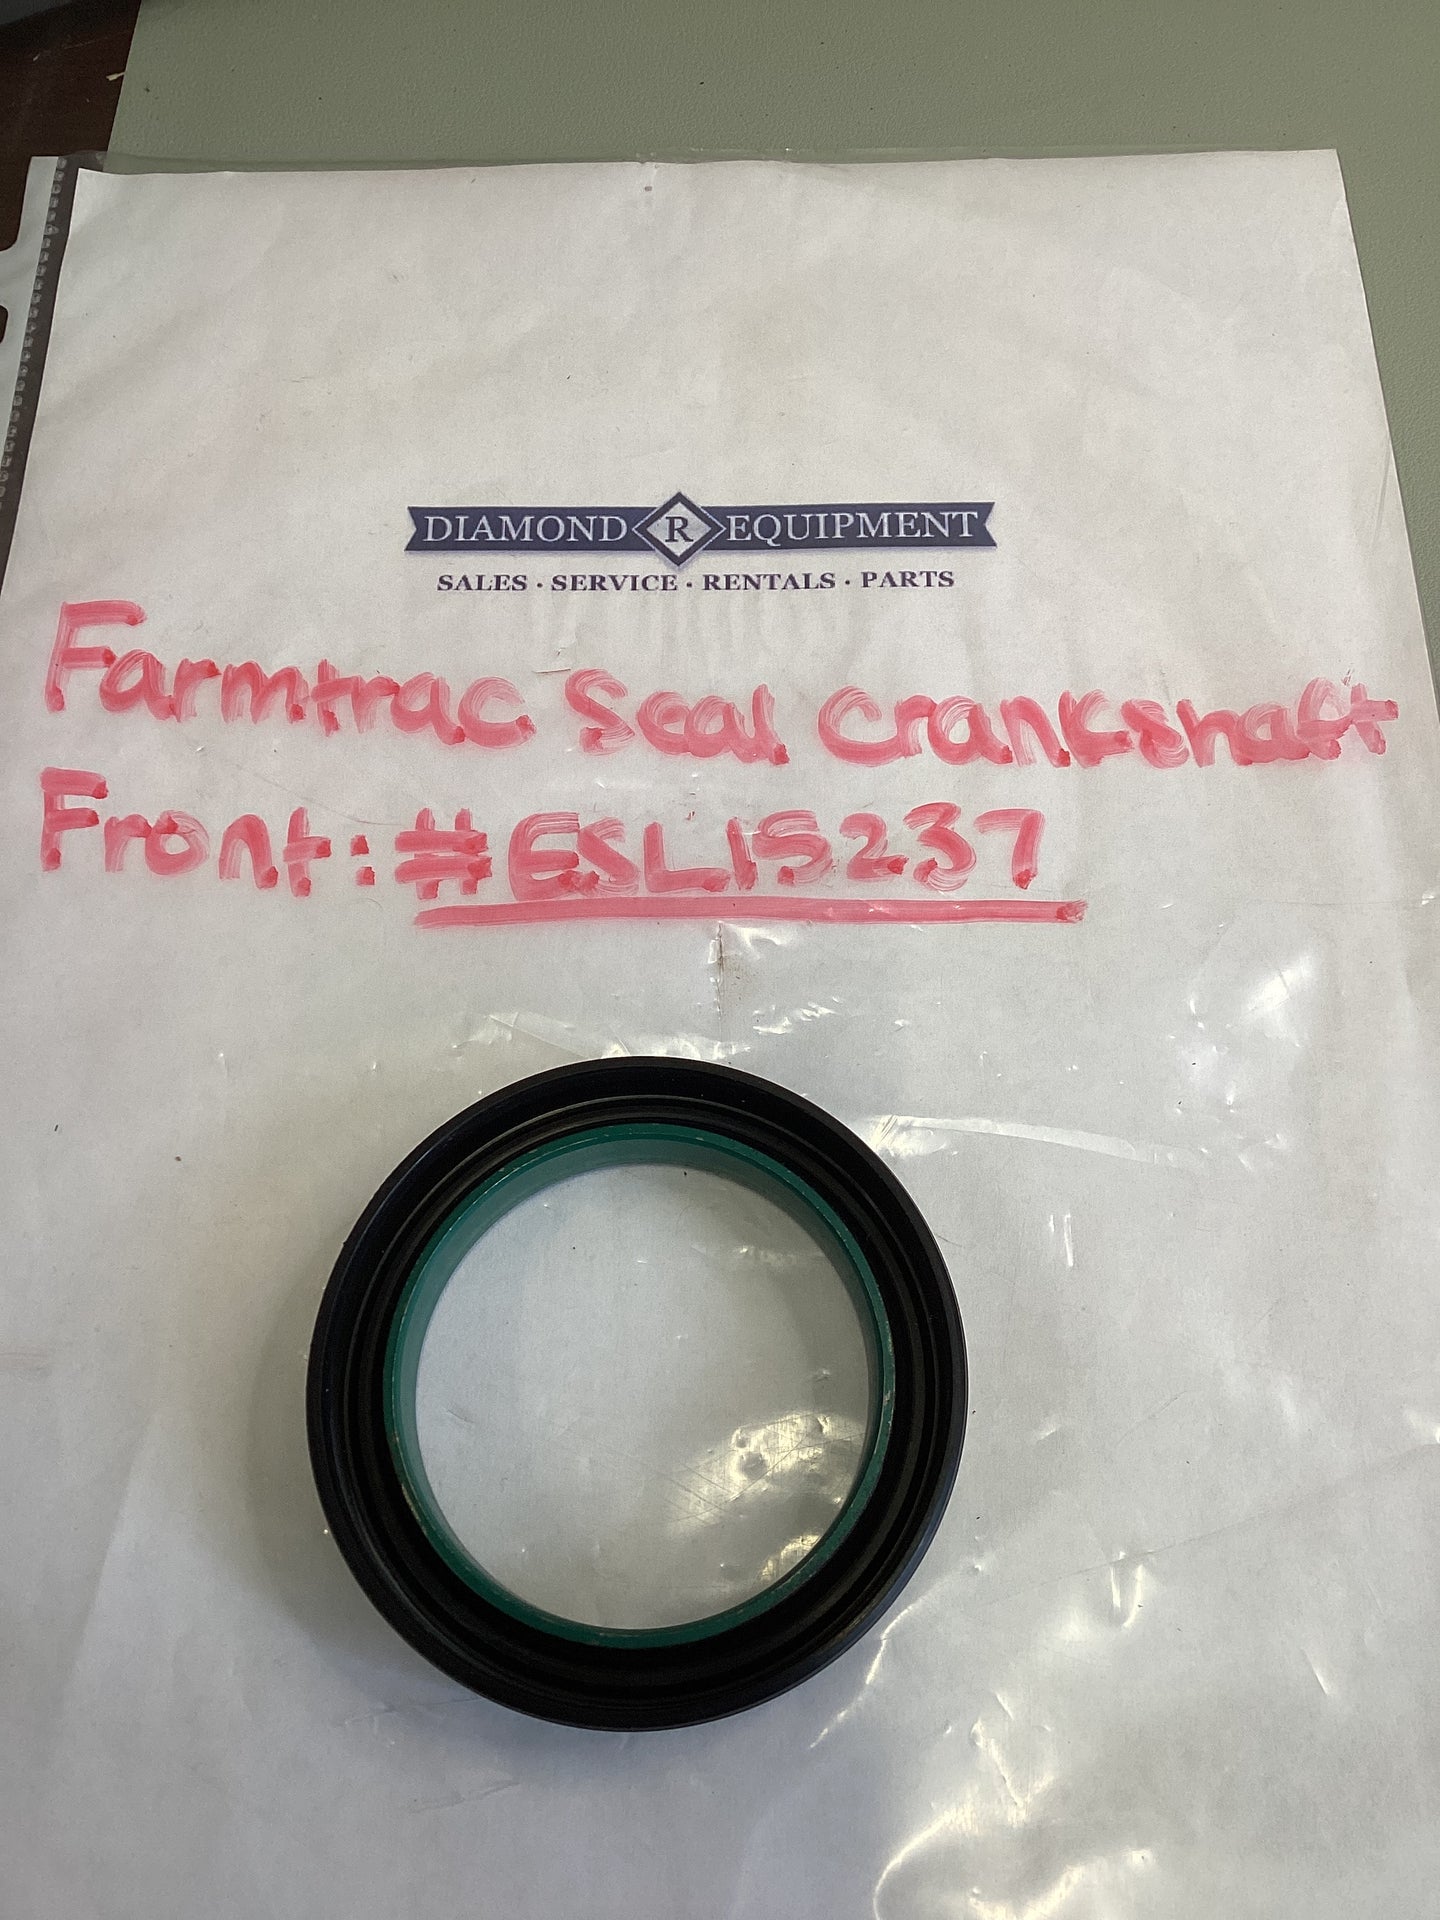 DIAMOND R EQUIPMENT
SALES · SERVICE · RENTALS · PARTS
Farmtrac Seal Crankshaft
Front: #ESL15237